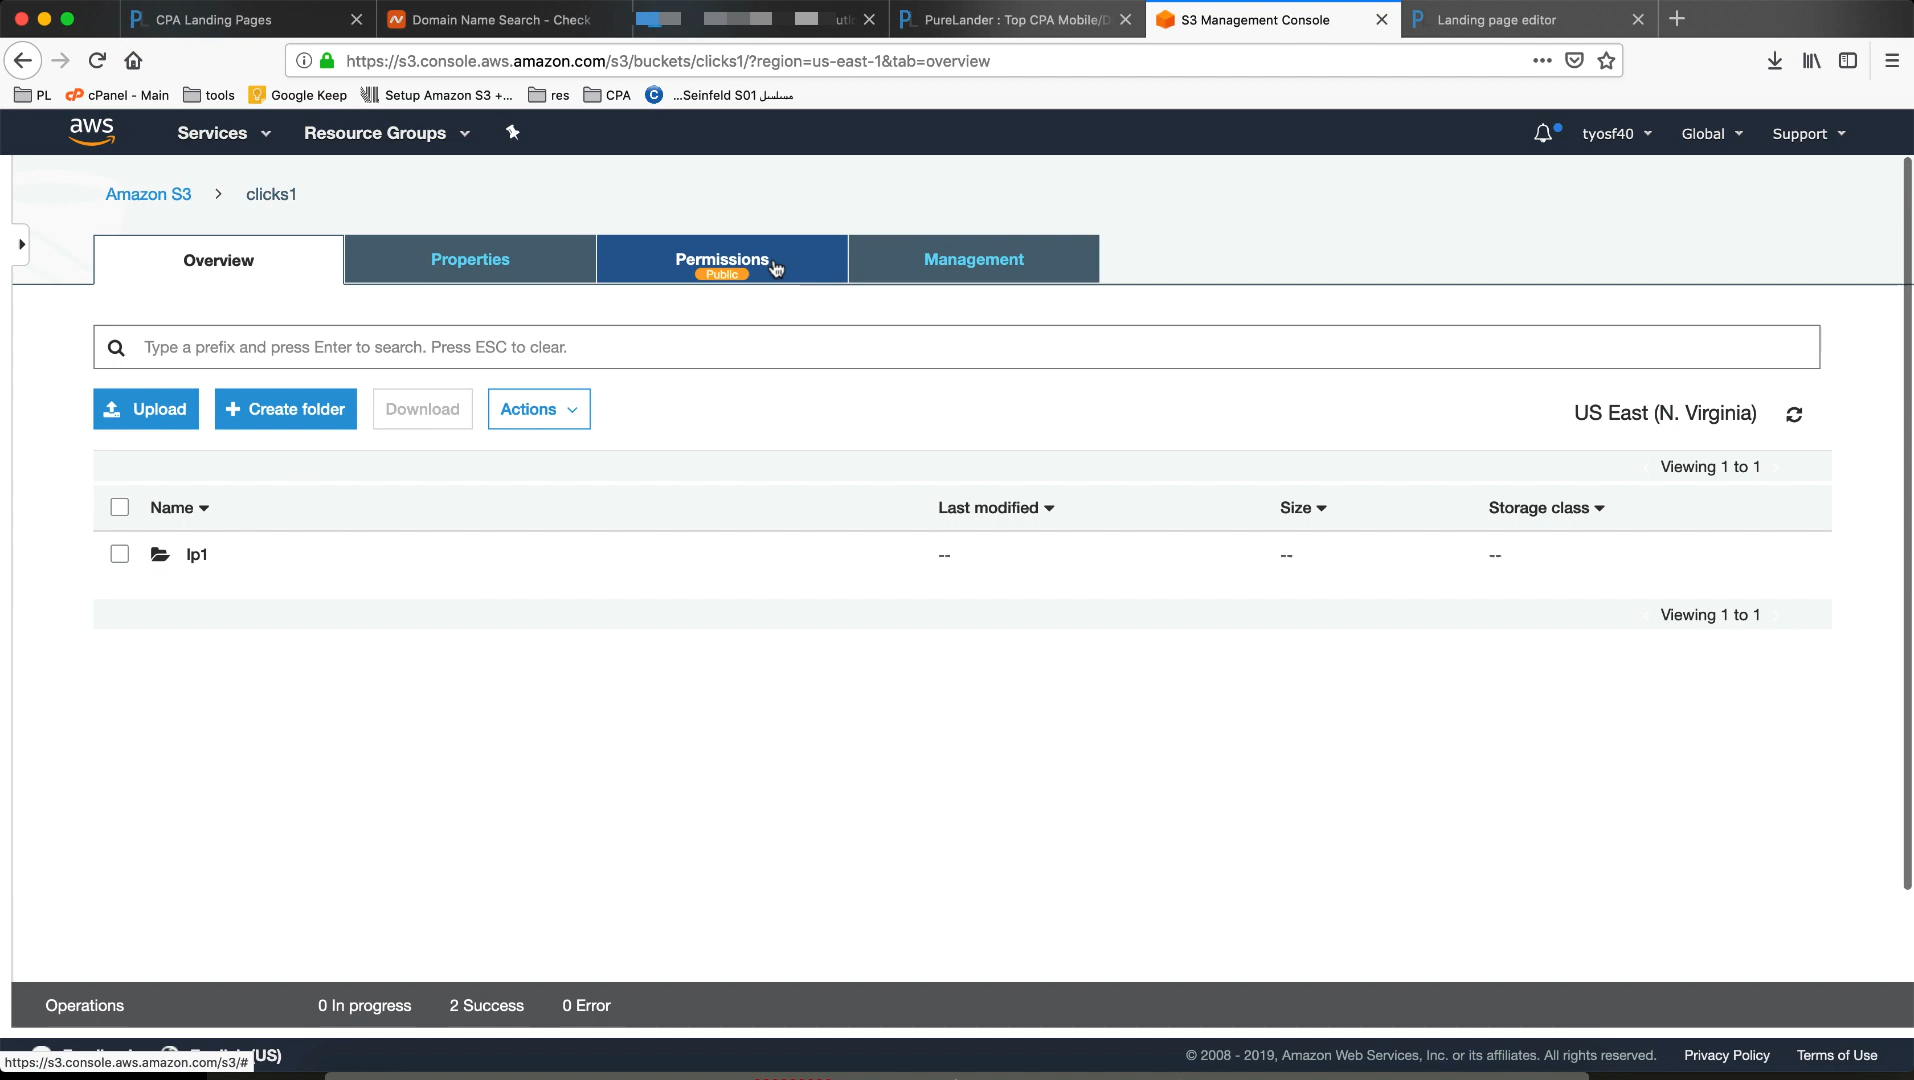 CPA Landing Pages
Domain Name Search - Check
PureLander : Top CPA Mobile/D
S3 Management Console
Landing page editor
https://s3.console.aws.amazon.com/s3/buckets/clicks1/?region=us-east-1&tab=overview
PL
cPanel - Main
tools
Google Keep
Setup Amazon S3 +...
res
CPA
...Seinfeld S01 مسلسل
aws
Services
Resource Groups
tyosf40
Global
Support
Amazon S3 > clicks1
Overview
Properties
Permissions
Public
Management
Type a prefix and press Enter to search. Press ESC to clear.
Upload
+ Create folder
Download
Actions
US East (N. Virginia)
Viewing 1 to 1
Name
Last modified
Size
Storage class
lp1
--
--
--
Viewing 1 to 1
Operations
0 In progress
2 Success
0 Error
(US)
https://s3.console.aws.amazon.com/s3/#
© 2008 - 2019, Amazon Web Services, Inc. or its affiliates. All rights reserved.
Privacy Policy
Terms of Use